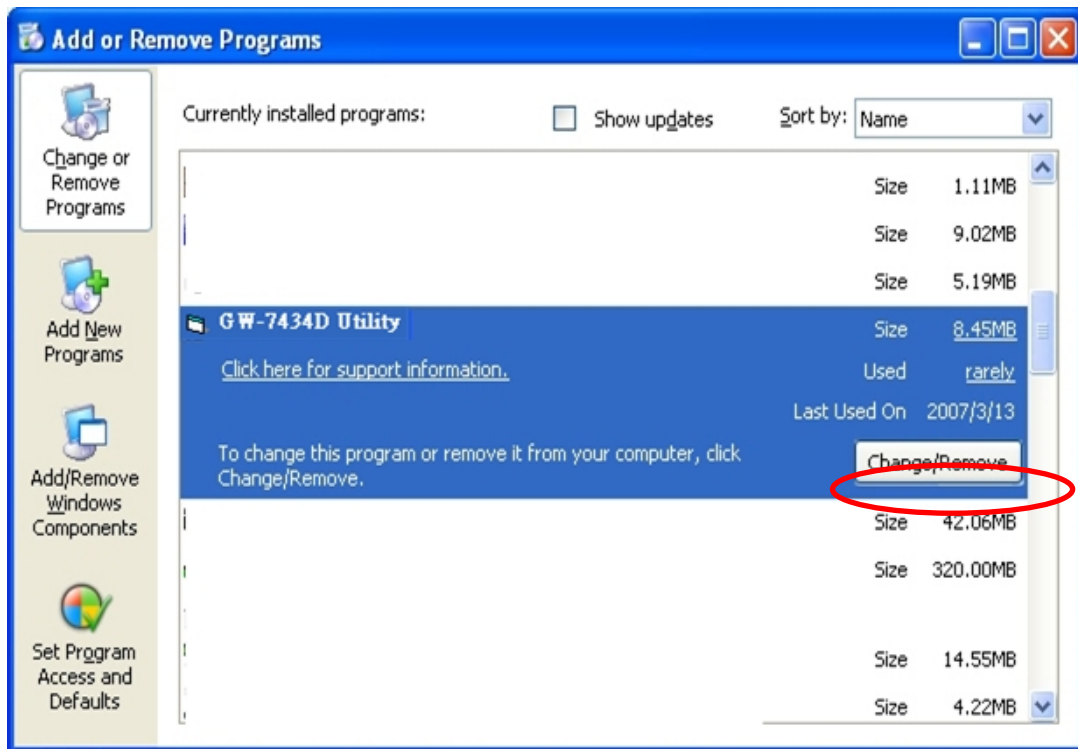 Add or Remove Programs
Change or
Remove
Programs
Add New
Programs
Add/Remove
Windows
Components
Set Program
Access and
Defaults
Currently installed programs:
Show updates
Sort by: Name
Size 1.11MB
Size 9.02MB
Size 5.19MB
GW-7434D Utility Size 8.45MB
Click here for support information. Used rarely
Last Used On 2007/3/13
To change this program or remove it from your computer, click
Change/Remove.
Change/Remove
Size 42.06MB
Size 320.00MB
Size 14.55MB
Size 4.22MB